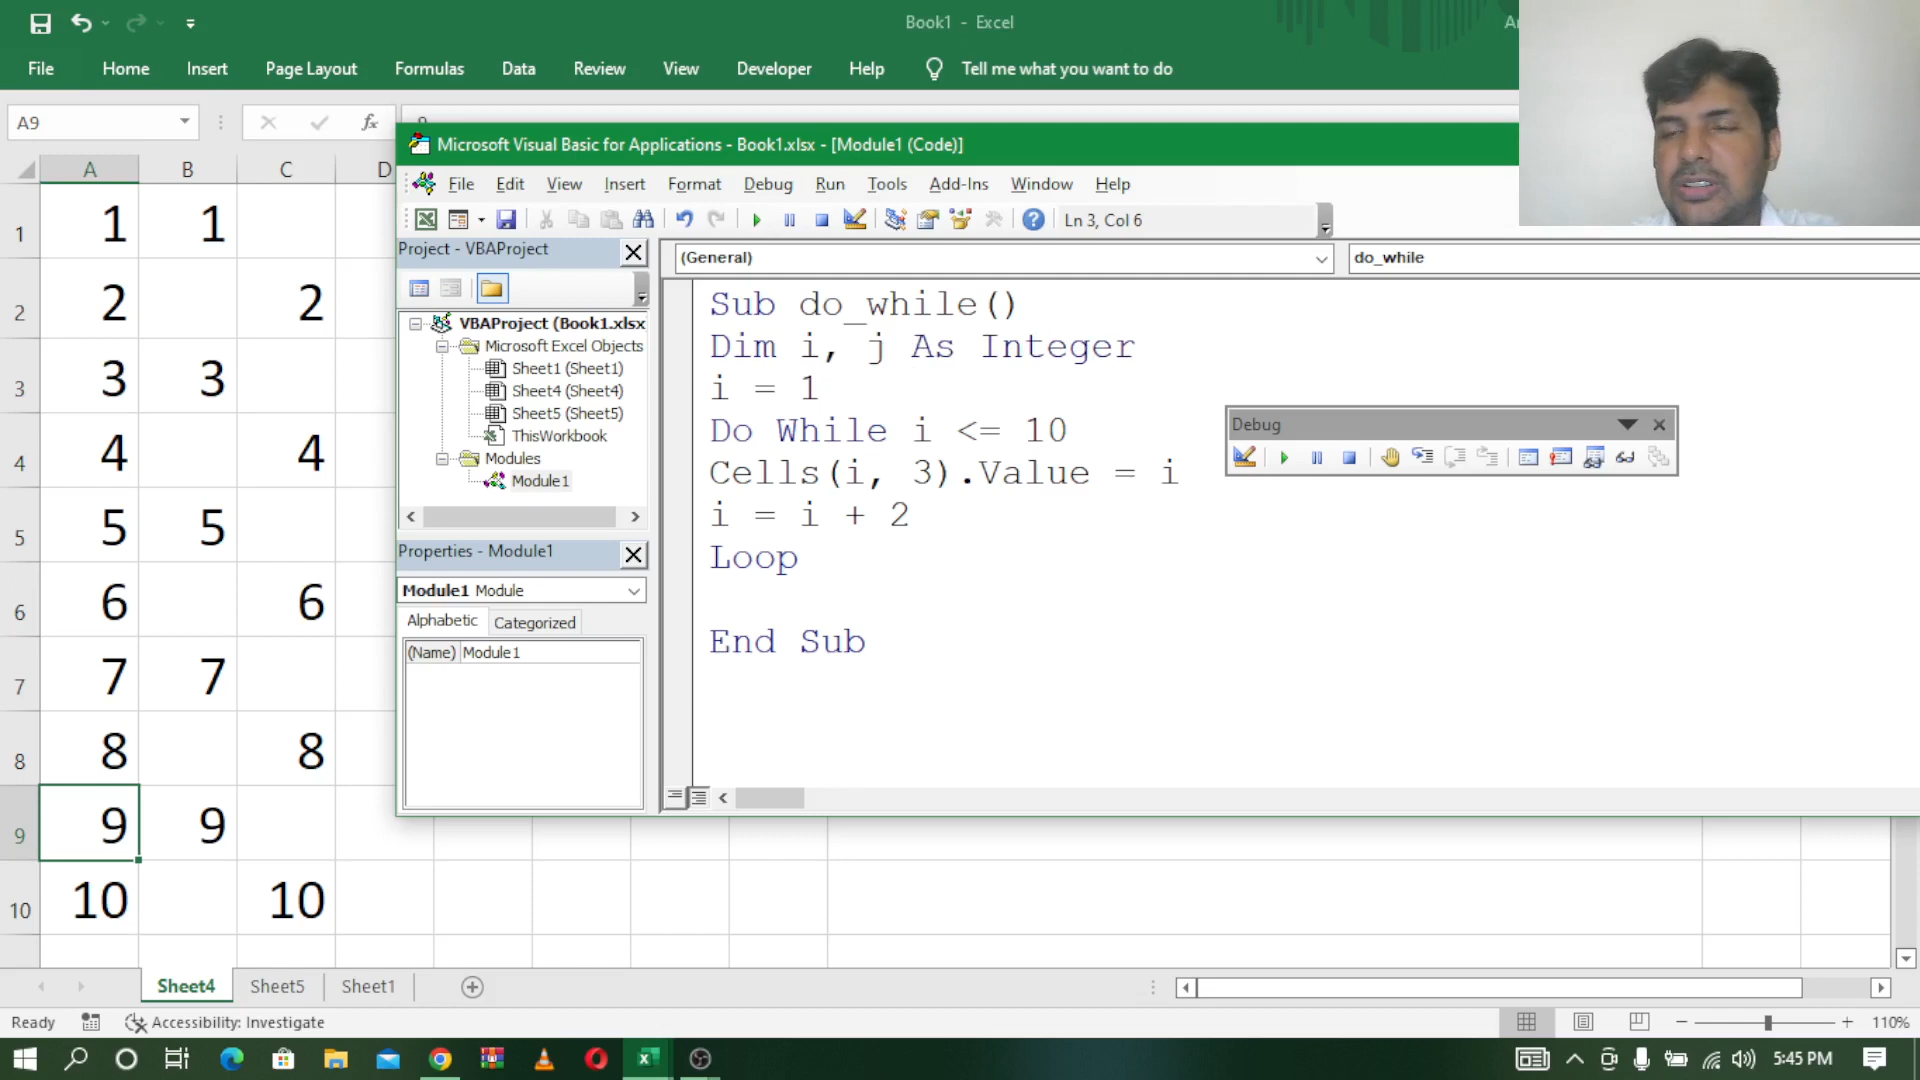 Book1 - Excel
File Home Insert Page Layout Formulas Data Review View Developer Help Tell me what you want to do
A9
fx
Microsoft Visual Basic for Applications - Book1.xlsx - [Module1 (Code)]
File Edit View Insert Format Debug Run Tools Add-Ins Window Help
Ln 3, Col 6
Project - VBAProject
VBAProject (Book1.xlsx
Microsoft Excel Objects
Sheet1 (Sheet1)
Sheet4 (Sheet4)
Sheet5 (Sheet5)
ThisWorkbook
Modules
Module1
Properties - Module1
Module1 Module
Alphabetic Categorized
(Name) Module1
(General) do_while
Sub do_while()
Dim i, j As Integer
i = 1
Do While i <= 10
Cells(i, 3).Value = i
i = i + 2
Loop
End Sub
Debug
A B C D
1 1 1
2 2 2
3 3 3
4 4 4
5 5 5
6 6 6
7 7 7
8 8 8
9 9 9
10 10 10
Sheet4 Sheet5 Sheet1
Ready Accessibility: Investigate 110%
5:45 PM